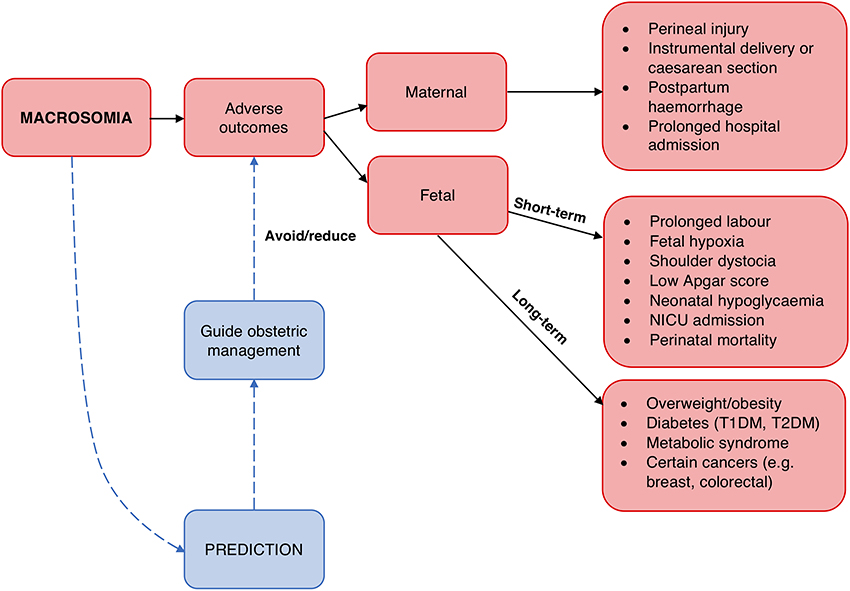 MACROSOMIA
Adverse
outcomes
Maternal
• Perineal injury
• Instrumental delivery or
caesarean section
• Postpartum
haemorrhage
• Prolonged hospital
admission
Fetal
Short-term
• Prolonged labour
• Fetal hypoxia
• Shoulder dystocia
• Low Apgar score
• Neonatal hypoglycaemia
• NICU admission
• Perinatal mortality
Long-term
• Overweight/obesity
• Diabetes (T1DM, T2DM)
• Metabolic syndrome
• Certain cancers (e.g.
breast, colorectal)
Avoid/reduce
Guide obstetric
management
PREDICTION